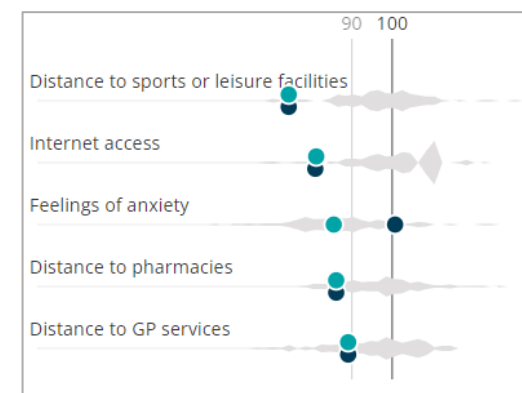 90 100
Distance to sports or leisure facilities
Internet access
Feelings of anxiety
Distance to pharmacies
Distance to GP services